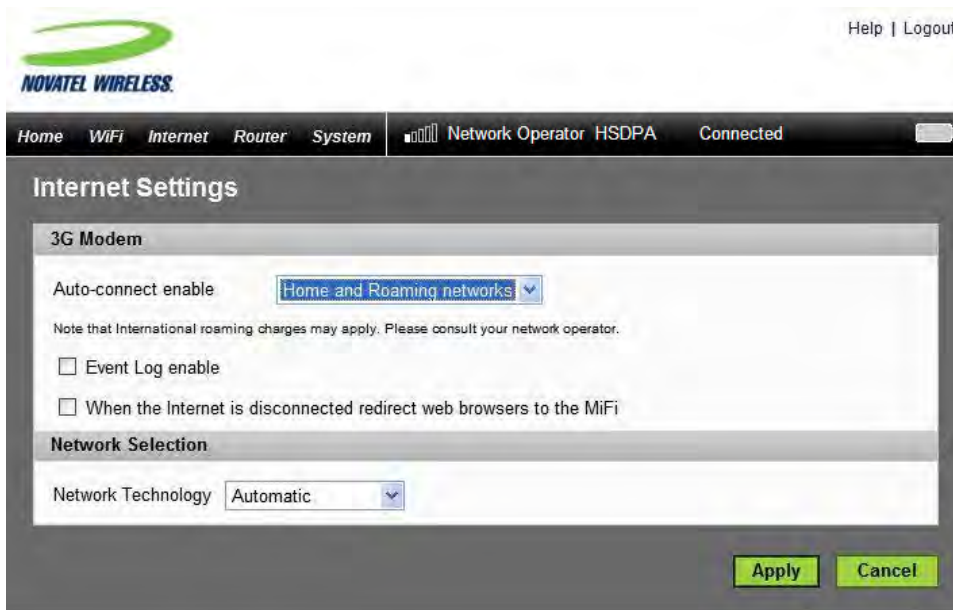 Help | Logout
NOVATEL WIRELESS.
Home WiFi Internet Router System Network Operator HSDPA Connected
Internet Settings
3G Modem
Auto-connect enable Home and Roaming networks
Note that International roaming charges may apply. Please consult your network operator.
Event Log enable
When the Internet is disconnected redirect web browsers to the MiFi
Network Selection
Network Technology Automatic
Apply Cancel